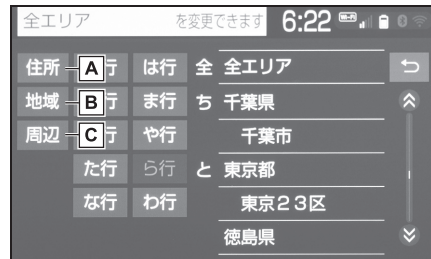 全エリア を変更できます 6:22
住所 A 行 は行 全 全エリア
地域 B 行 ま行 ち 千葉県
周辺 C 行 や行 千葉市
た行 ら行 と 東京都
な行 わ行 東京23区
徳島県